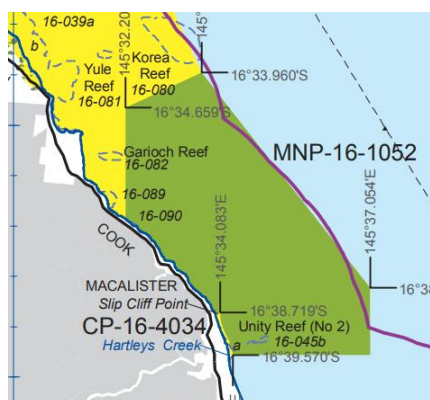 16-039a
b
Yule
Reef
16-081
Korea
Reef
16-080
145°32.20
145°
16°33.960'S
16°34.659'S
Garioch Reef
16-082
MNP-16-1052
16-089
16-090
COOK
145°34.083'E
145°37.054'E
MACALISTER
Slip Cliff Point
16°38.719'S
16°38
CP-16-4034
Unity Reef (No 2)
Hartleys Creek
a
16-045b
16°39.570'S